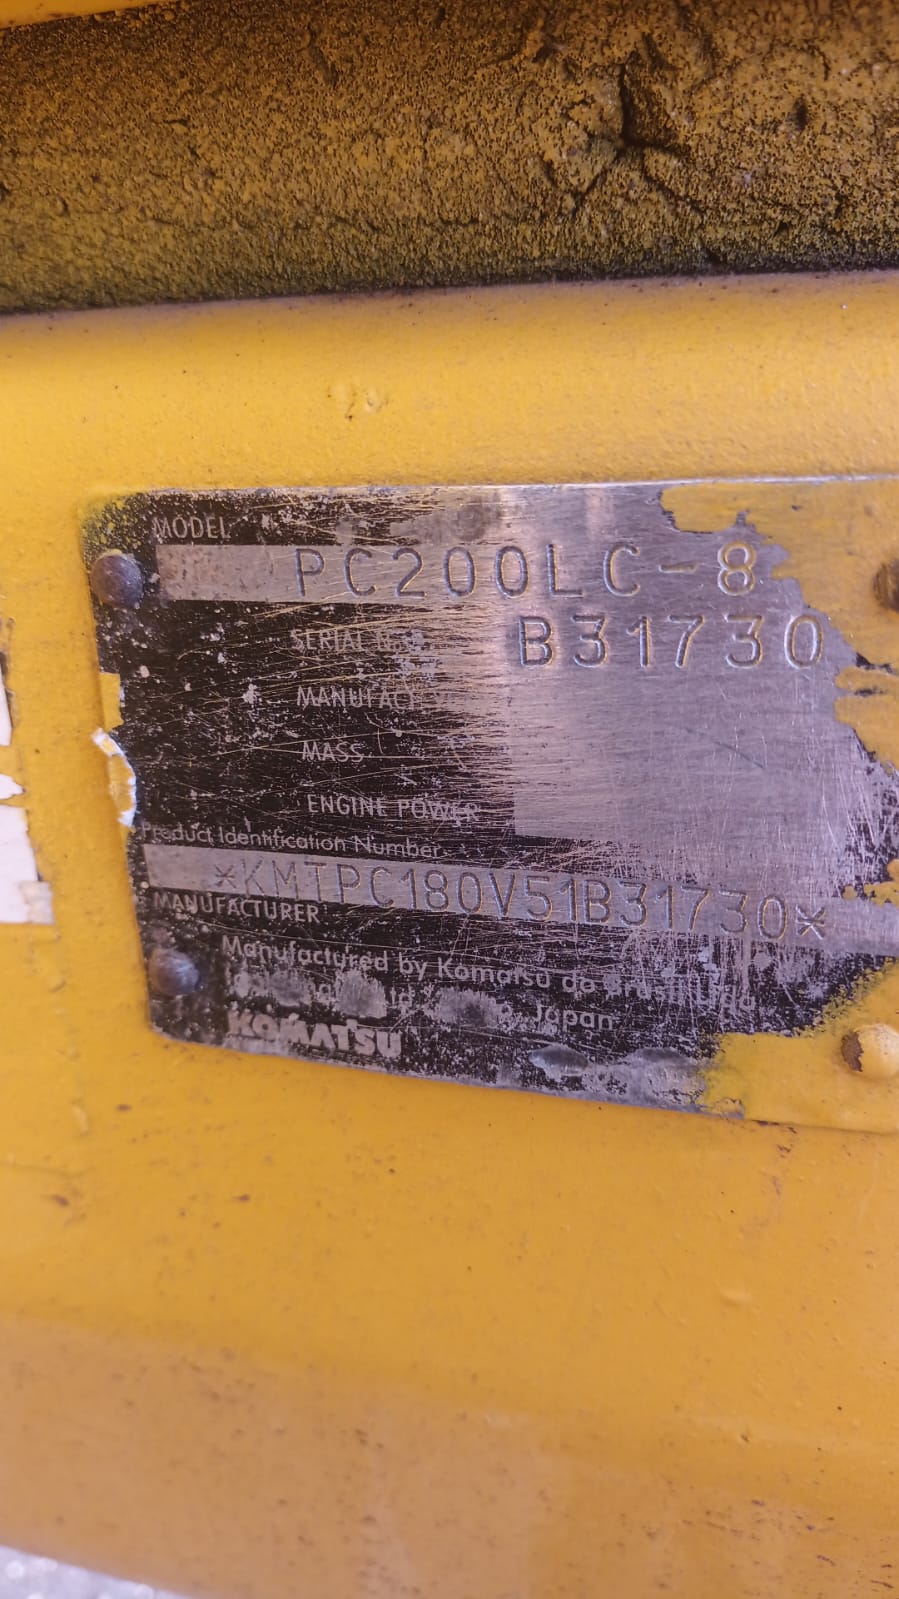 MODEL
PC200LC-8
SERIAL B31730
MASS
ENGINE POWER
Product Identification Number
*KMTPC180V51B31730*
MANUFACTURER
Manufactured by Komatsu do Brasil Ltda
Japan
KOMATSU